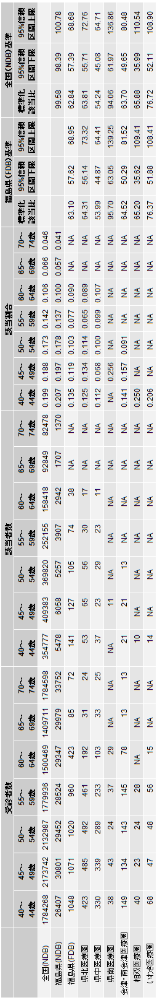 受診者数 該当者数 該当割合 福島県(FDB)基準 全国(NDB)基準
40～44歳 45～49歳 50～54歳 55～59歳 60～64歳 65～69歳 70～74歳 40～44歳 45～49歳 50～54歳 55～59歳 60～64歳 65～69歳 70～74歳 40～44歳 45～49歳 50～54歳 55～59歳 60～64歳 65～69歳 70～74歳 標準化該当比 95%信頼区間下限 95%信頼区間上限 標準化該当比 95%信頼区間下限 95%信頼区間上限
全国(NDB) 1784268 2173742 2132987 1779936 1500469 1409711 1784598 354777 409383 369820 252155 158418 92849 82478 0.199 0.188 0.173 0.142 0.106 0.066 0.046 99.58 98.39 100.78
福島県(NDB) 26407 30801 29452 28524 29347 29979 33752 5478 6058 5257 3907 2942 1707 1370 0.207 0.197 0.178 0.137 0.100 0.057 0.041
福島県(FDB) 1048 1071 1020 960 423 85 72 141 127 105 74 38 NA NA 0.135 0.119 0.103 0.077 0.090 NA NA 63.10 57.62 68.95 62.84 57.39 68.68
県北医療圏 423 485 492 461 192 31 24 53 65 56 30 17 NA NA 0.125 0.134 0.114 0.065 0.089 NA NA 64.31 56.14 73.32 63.81 55.71 72.76
県中医療圏 330 339 289 233 103 33 25 37 23 29 23 11 NA NA 0.112 0.068 0.100 0.099 0.107 NA NA 53.99 44.87 64.41 54.24 45.08 64.71
県南医療圏 38 43 24 37 29 NA NA NA 11 NA NA NA NA NA NA 0.256 NA NA NA NA NA 95.70 63.05 139.25 94.06 61.97 136.86
会津・南会津医療圏 149 134 143 145 78 13 13 21 21 13 NA NA NA NA 0.141 0.157 0.091 NA NA NA NA 64.52 50.29 81.52 63.70 49.65 80.48
相双医療圏 40 23 24 28 NA NA NA 10 NA NA NA NA NA NA 0.250 NA NA NA NA NA NA 65.20 35.62 109.41 65.88 35.99 110.54
いわき医療圏 68 47 48 56 15 NA NA 14 NA NA NA NA NA NA 0.206 NA NA NA NA NA NA 76.37 51.88 108.41 76.72 52.11 108.90